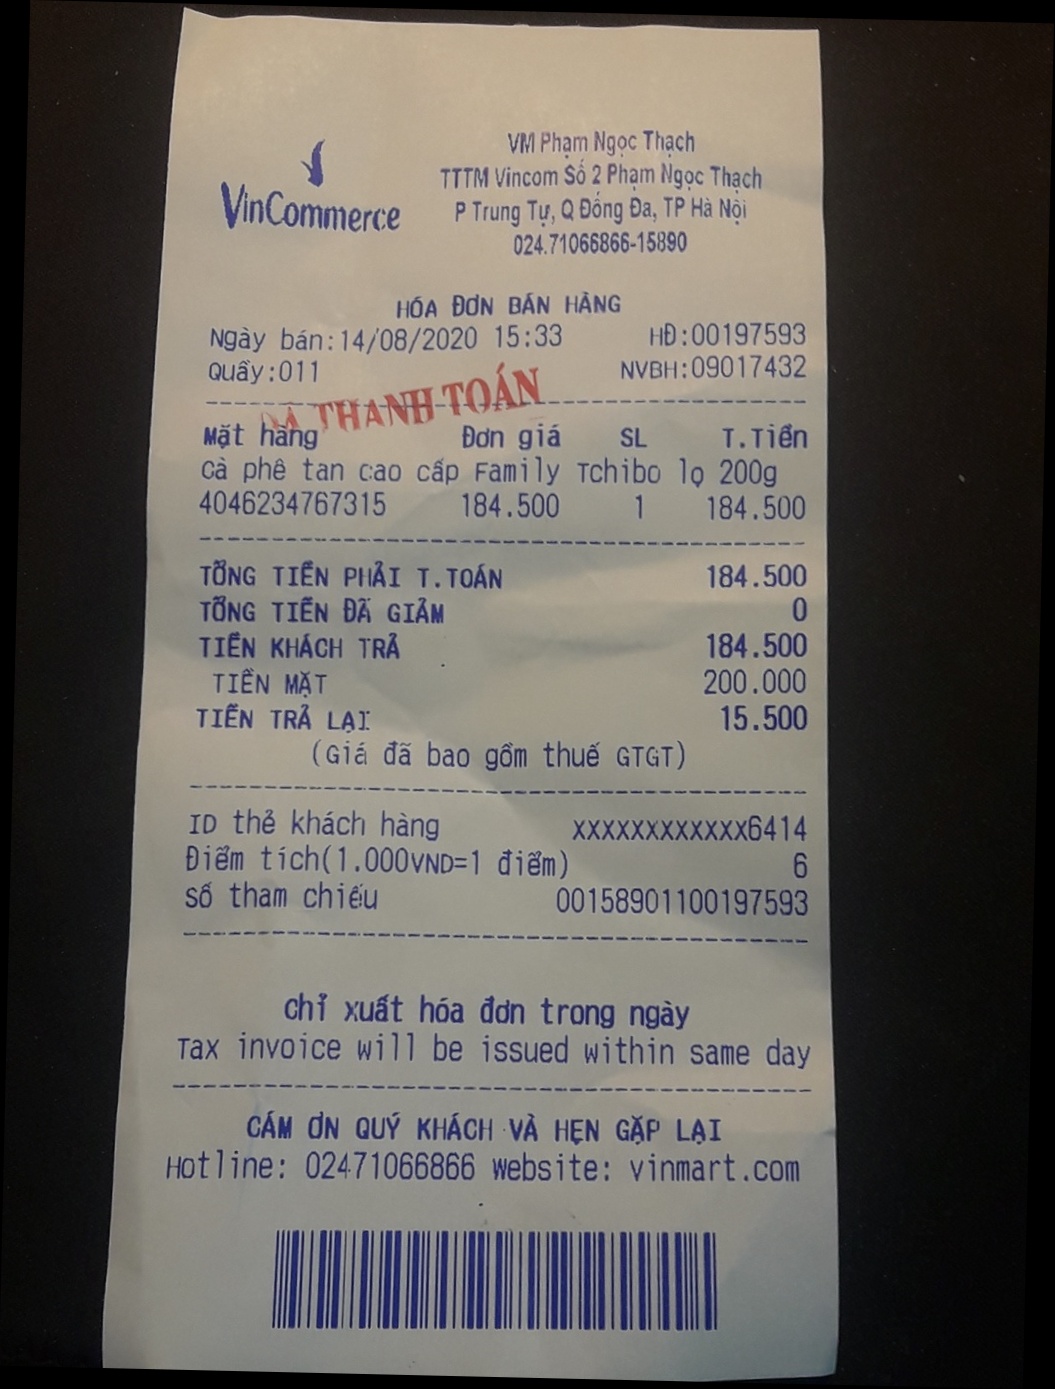 VinCommerce
VM Phạm Ngọc Thạch
TTTM Vincom Số 2 Phạm Ngọc Thạch
P Trung Tự, Q Đống Đa, TP Hà Nội
024.71066866-15890
HÓA ĐƠN BÁN HÀNG
Ngày bán:14/08/2020 15:33 HĐ:00197593
Quầy:011 NVBH:09017432
ĐÃ THANH TOÁN
Mặt hàng Đơn giá SL T.Tiền
Cà phê tan cao cấp Family Tchibo lọ 200g
4046234767315 184.500 1 184.500
TỔNG TIỀN PHẢI T.TOÁN 184.500
TỔNG TIỀN ĐÃ GIẢM 0
TIỀN KHÁCH TRẢ 184.500
TIỀN MẶT 200.000
TIỀN TRẢ LẠI 15.500
(Giá đã bao gồm thuế GTGT)
ID thẻ khách hàng XXXXXXXXXXXX6414
Điểm tích(1.000VND=1 điểm) 6
Số tham chiếu 00158901100197593
Chỉ xuất hóa đơn trong ngày
Tax invoice will be issued within same day
CẢM ƠN QUÝ KHÁCH VÀ HẸN GẶP LẠI
Hotline: 02471066866 Website: vinmart.com